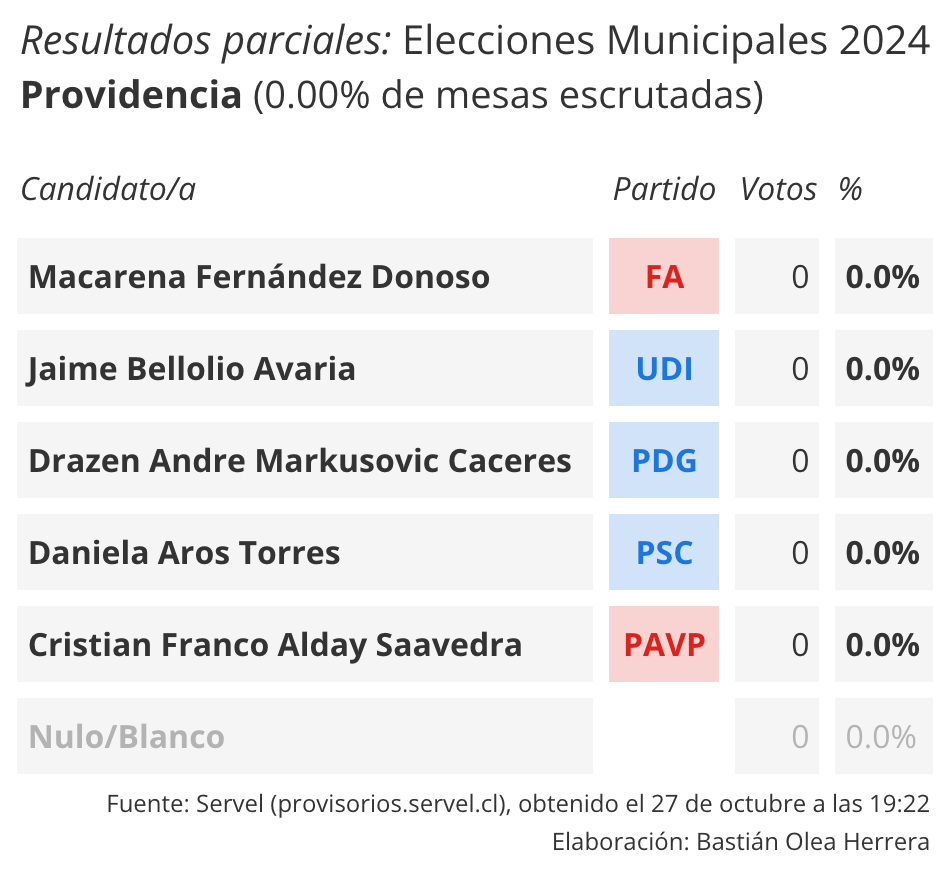 Resultados parciales: Elecciones Municipales 2024
Providencia (0.00% de mesas escrutadas)
Candidato/a Partido Votos %
Macarena Fernández Donoso FA 0 0.0%
Jaime Bellolio Avaria UDI 0 0.0%
Drazen Andre Markusovic Caceres PDG 0 0.0%
Daniela Aros Torres PSC 0 0.0%
Cristian Franco Alday Saavedra PAVP 0 0.0%
Nulo/Blanco 0 0.0%
Fuente: Servel (provisorios.servel.cl), obtenido el 27 de octubre a las 19:22
Elaboración: Bastián Olea Herrera